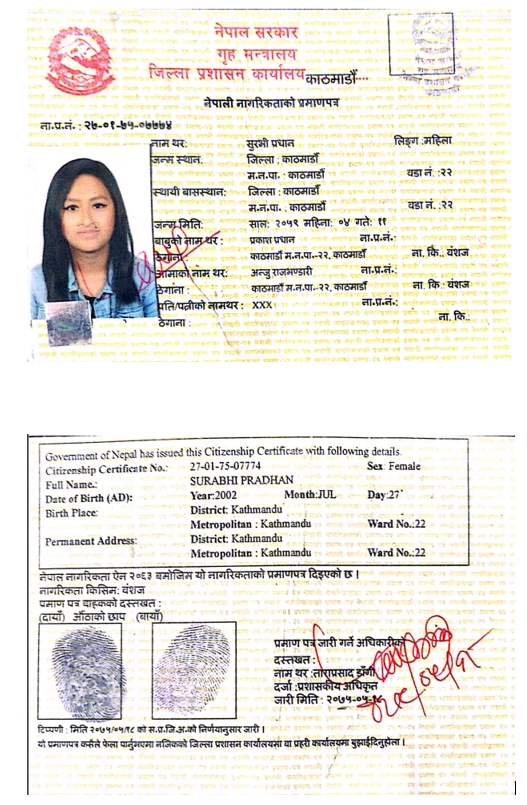 नेपाल सरकार
गृह मन्त्रालय
जिल्ला प्रशासन कार्यालय काठमाडौं....
नेपाली नागरिकताको प्रमाणपत्र
ना.प्र.नं. : २७-०१-७५-०७७७४
नाम थर: सुरभी प्रधान लिङ्ग :महिला
जन्म स्थान: जिल्ला : काठमाडौं
म.न.पा. : काठमाडौं वडा नं. :२२
स्थायी बासस्थान: जिल्ला : काठमाडौं
म.न.पा. : काठमाडौं वडा नं. :२२
जन्म मिति: साल: २०५९ महिना: ०४ गते: ११
बाबुको नाम थर: प्रकाश प्रधान ना.प्र.नं.:
ठेगाना: काठमाडौं म.न.पा.-२२, काठमाडौं ना. कि.. वंशज
आमाको नाम थर: अन्जु राजभण्डारी ना.प्र.नं.:
ठेगाना: काठमाडौं म.न.पा.-२२, काठमाडौं ना. कि : वंशज
पति/पत्नीको नामथर: XXX ना.प्र.नं.:
ठेगाना : ना. कि..
Government of Nepal has issued this Citizenship Certificate with following details.
Citizenship Certificate No.: 27-01-75-07774 Sex: Female
Full Name.: SURABHI PRADHAN
Date of Birth (AD): Year:2002 Month:JUL Day:27
Birth Place: District: Kathmandu
Metropolitan : Kathmandu Ward No.:22
Permanent Address: District: Kathmandu
Metropolitan : Kathmandu Ward No.:22
नेपाल नागरिकता ऐन २०६३ बमोजिम यो नागरिकताको प्रमाणपत्र दिइएको छ ।
नागरिकता किसिम: वंशज
प्रमाण पत्र वाहकको दस्तखत :
(दायाँ) औंठाको छाप (बायाँ)
प्रमाण पत्र जारी गर्ने अधिकारीको
दस्तखत :
नाम थर :ताराप्रसाद डाँगी
दर्जा :प्रशासकीय अधिकृत
जारी मिति : २०७५-०५-१८
टिप्पणी : मिति २०७५/०५/१८ को स.प्र.जि.अ.को निर्णयानुसार जारी ।
यो प्रमाणपत्र कसैले फेला पार्नुभएमा नजिकको जिल्ला प्रशासन कार्यालयमा वा प्रहरी कार्यालयमा बुझाईदिनुहोला ।